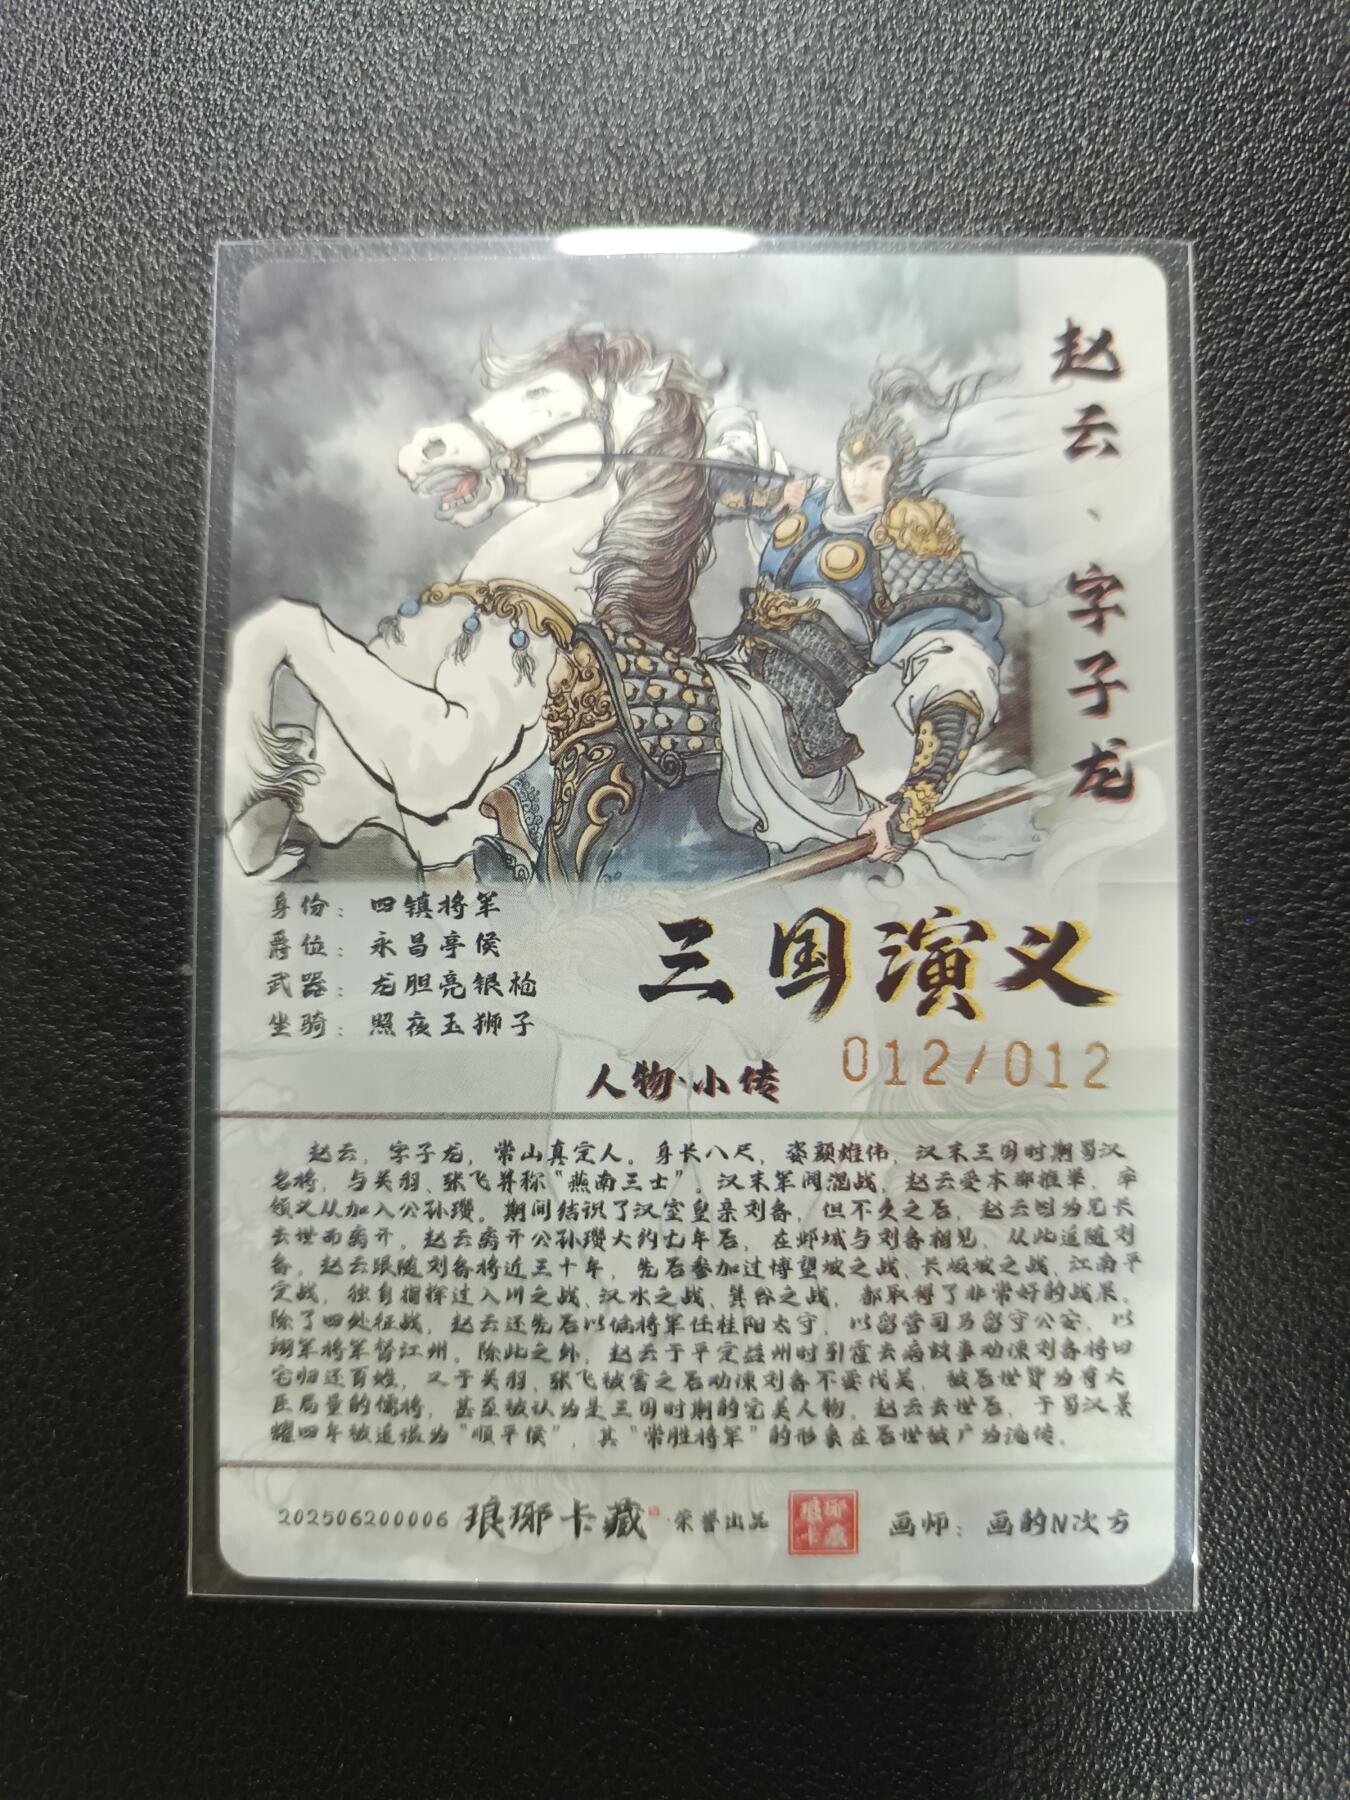 赵云、字子龙
身份：四镇将军
爵位：永昌亭侯
武器：龙胆亮银枪
坐骑：照夜玉狮子
三国演义
012/012
人物·小传
赵云，字子龙，常山真定人。身长八尺，姿颜雄伟，汉末三国时期蜀汉
名将，与关羽、张飞并称“燕南三士”。汉末军阀混战，赵云受本郡推举，率
领义从加入公孙瓒。期间结识了汉室皇亲刘备，但不久之后，赵云因为兄长
去世而离开。赵云离开公孙瓒大约七年后，在邺城与刘备相见，从此追随刘
备。赵云跟随刘备将近三十年，先后参加过博望坡之战、长坂坡之战、江南平
定战，独自指挥过入川之战、汉水之战、箕谷之战，都取得了非常好的战果。
除了四处征战，赵云还先后以偏将军任桂阳太守，以留营司马留守公安，以
翊军将军督江州。除此之外，赵云于平定益州时引霍去病故事劝谏刘备将田
宅归还百姓，又于关羽、张飞被害之后劝谏刘备不要伐吴，被后世赞为有大
臣局量的儒将，甚至被认为是三国时期的完美人物。赵云去世后，于蜀汉景
耀四年被追谥为“顺平侯”，其“常胜将军”的形象在后世被广为流传。
202506200006 琅琊卡藏 荣誉出品 琅琊卡藏 画师：画的N次方